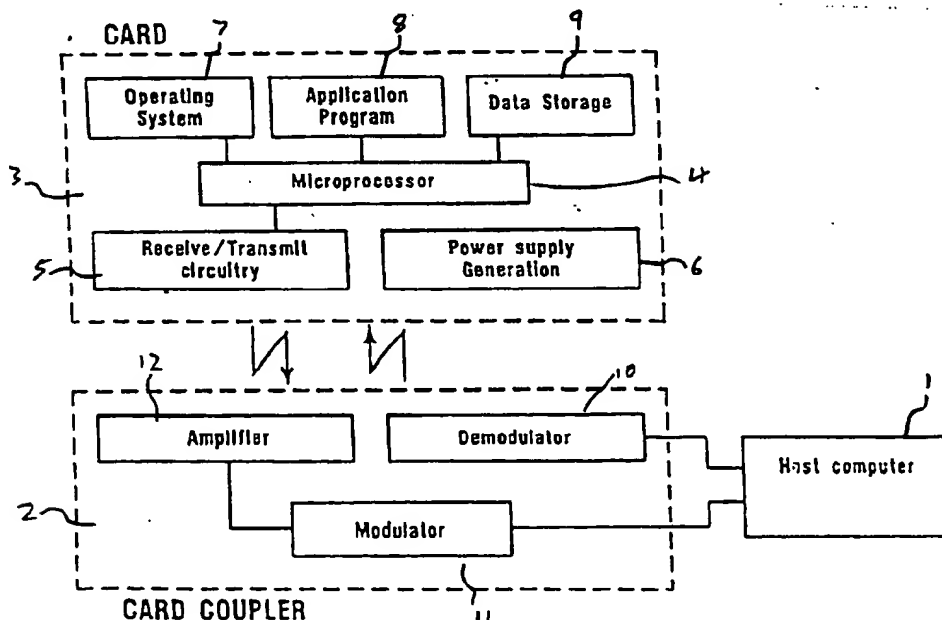 CARD
7
8
9
Operating
System
Application
Program
Data Storage
3
Microprocessor
4
5
Receive/Transmit
circuitry
Power supply
Generation
6
12
10
1
Amplifier
Demodulator
Host computer
2
Modulator
CARD COUPLER
11